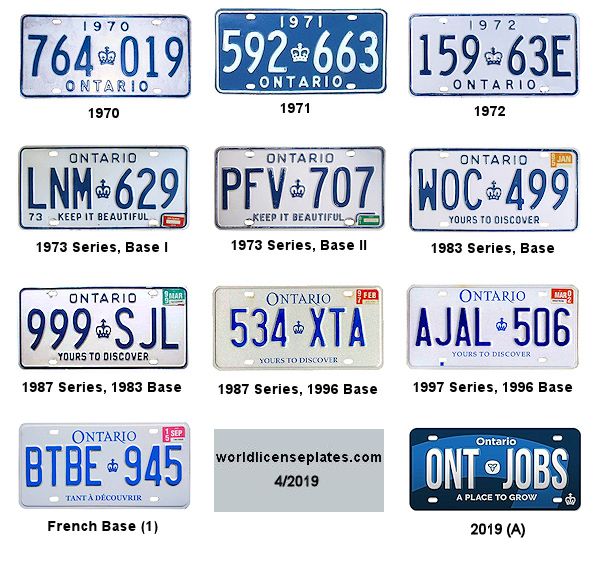 1970
764 019
ONTARIO
1970
1971
592 663
ONTARIO
1971
1972
159 63E
ONTARIO
1972
ONTARIO
LNM 629
73 KEEP IT BEAUTIFUL
1973 Series, Base I
ONTARIO
PFV 707
KEEP IT BEAUTIFUL
1973 Series, Base II
ONTARIO
JAN
WOC 499
YOURS TO DISCOVER
1983 Series, Base
ONTARIO
MAR
999 SJL
YOURS TO DISCOVER
1987 Series, 1983 Base
ONTARIO
FEB
534 XTA
YOURS TO DISCOVER
1987 Series, 1996 Base
ONTARIO
MAR
AJAL 506
YOURS TO DISCOVER
1997 Series, 1996 Base
ONTARIO
SEP
BTBE 945
TANT À DÉCOUVRIR
French Base (1)
worldlicenseplates.com
4/2019
Ontario
ONT JOBS
A PLACE TO GROW
2019 (A)